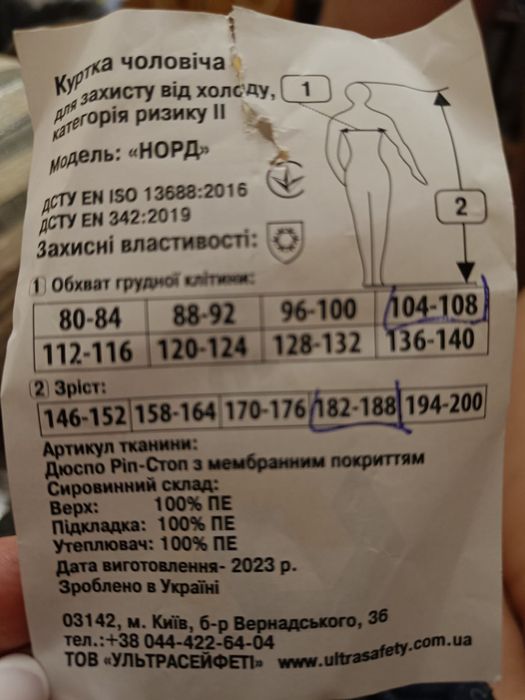 Куртка чоловіча
для захисту від холоду,
категорія ризику II
Модель: «НОРД»
ДСТУ EN ISO 13688:2016
ДСТУ EN 342:2019
Захисні властивості:
1
2
1 Обхват грудної клітини:
80-84 88-92 96-100 104-108
112-116 120-124 128-132 136-140
2 Зріст:
146-152 158-164 170-176 182-188 194-200
Артикул тканини:
Дюспо Ріп-Стоп з мембранним покриттям
Сировинний склад:
Верх: 100% ПЕ
Підкладка: 100% ПЕ
Утеплювач: 100% ПЕ
Дата виготовлення- 2023 р.
Зроблено в Україні
03142, м. Київ, б-р Вернадського, 36
тел.:+38 044-422-64-04
ТОВ «УЛЬТРАСЕЙФЕТІ» www.ultrasafety.com.ua